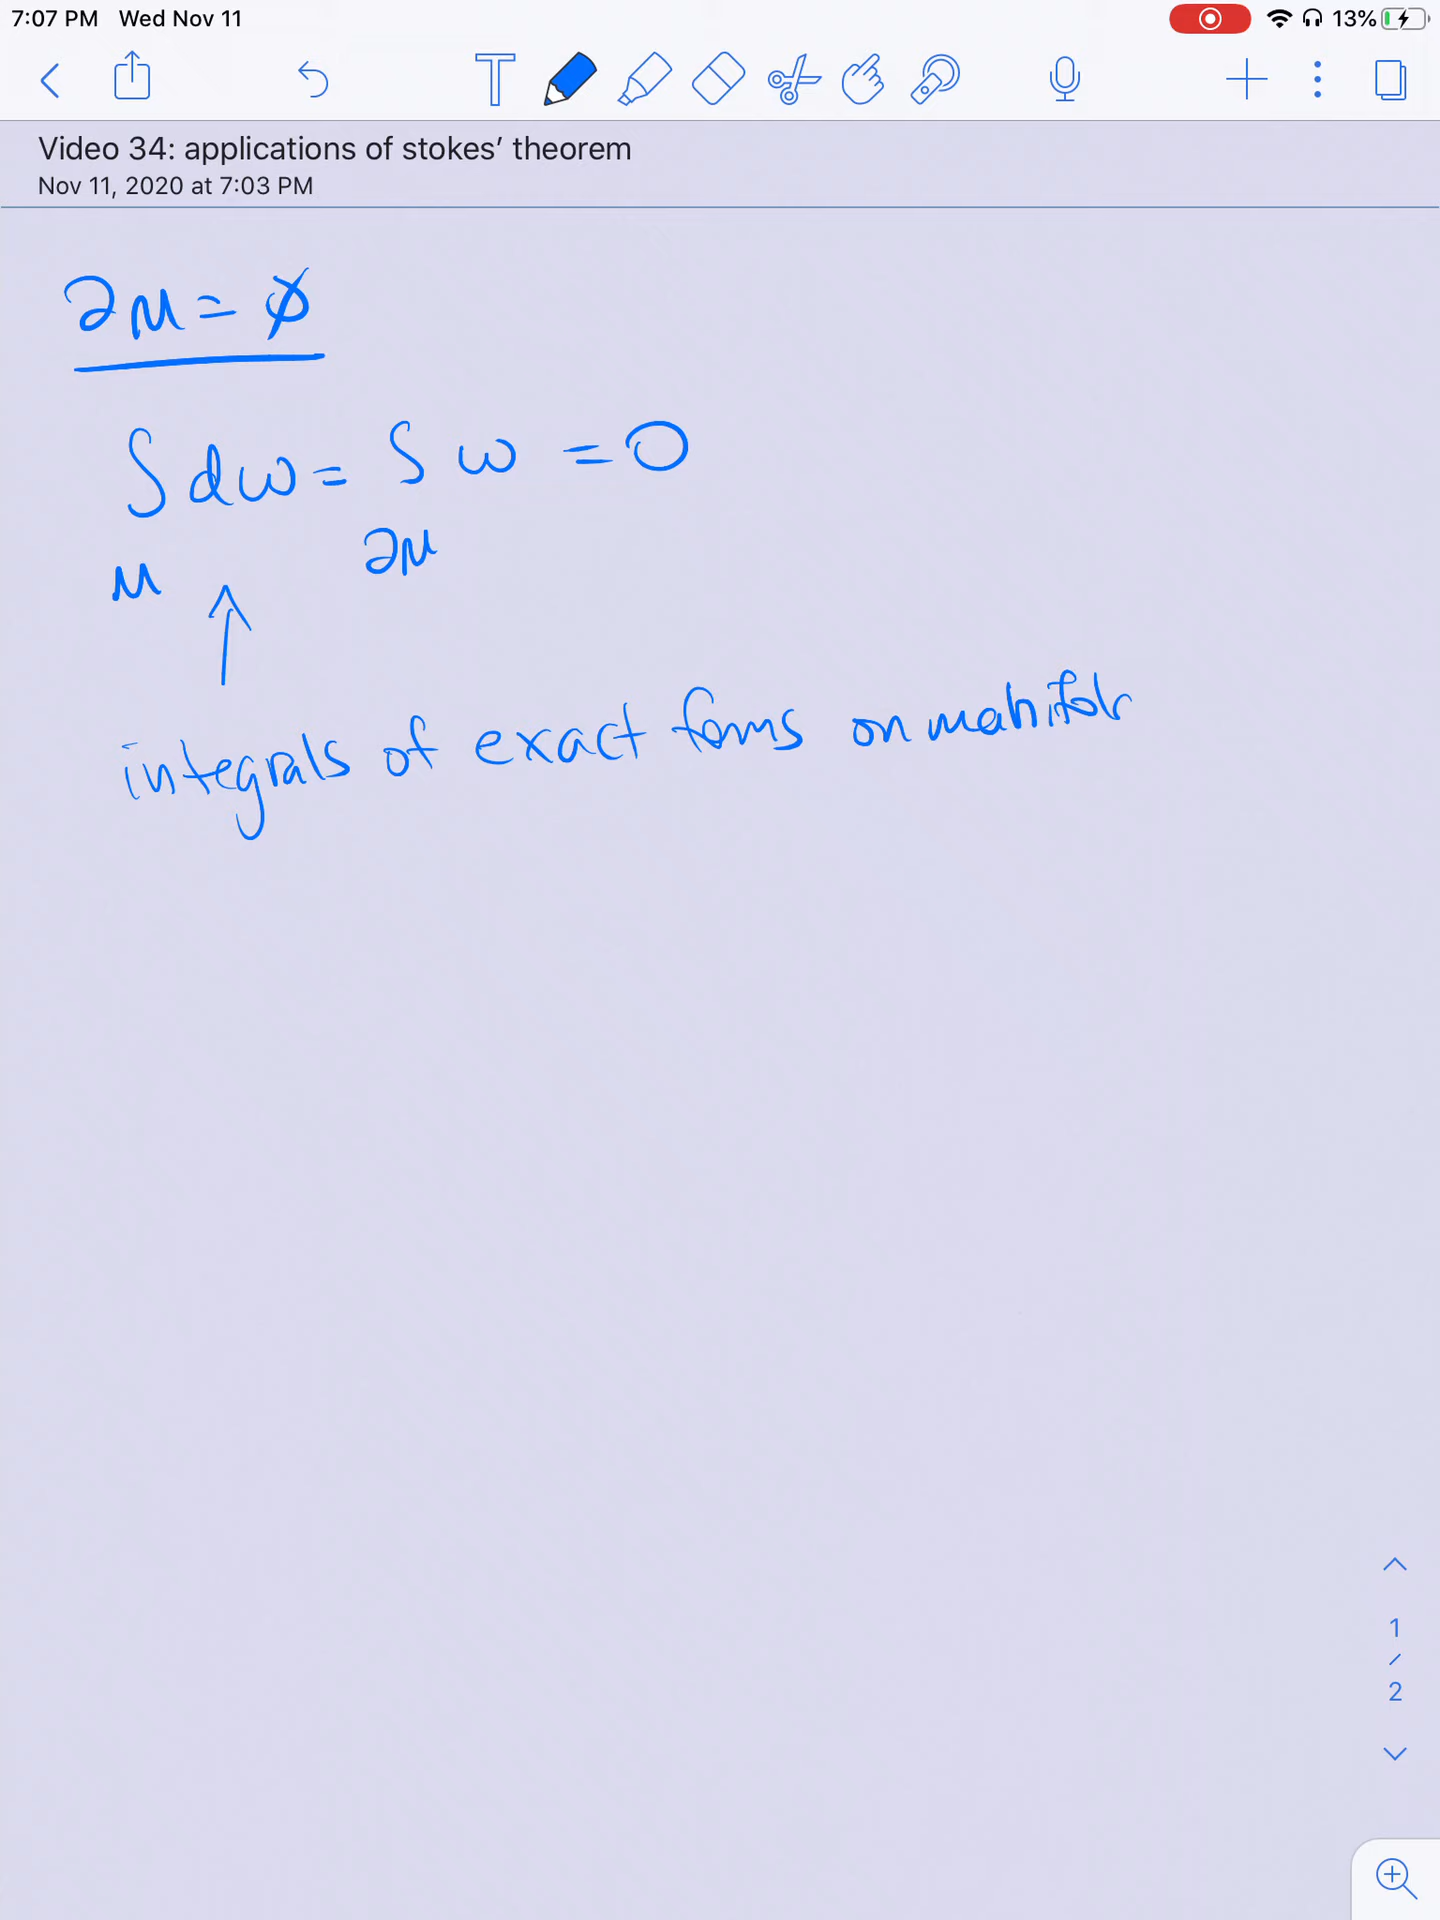 7:07 PM Wed Nov 11
13%
Video 34: applications of stokes’ theorem
Nov 11, 2020 at 7:03 PM
∂M = ∅
∫ dω = ∫ ω = 0
M ∂M
integrals of exact forms on manifols
1
/
2